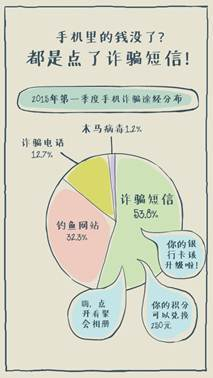 手机里的钱没了?
都是点了诈骗短信!
2015年第一季度手机诈骗途径分布
木马病毒1.2%
诈骗电话
12.7%
诈骗短信
53.8%
钓鱼网站
32.3%
你的银
行卡该
升级啦!
嗨,点
开看聚
会相册
你的积分
可以兑换
280元